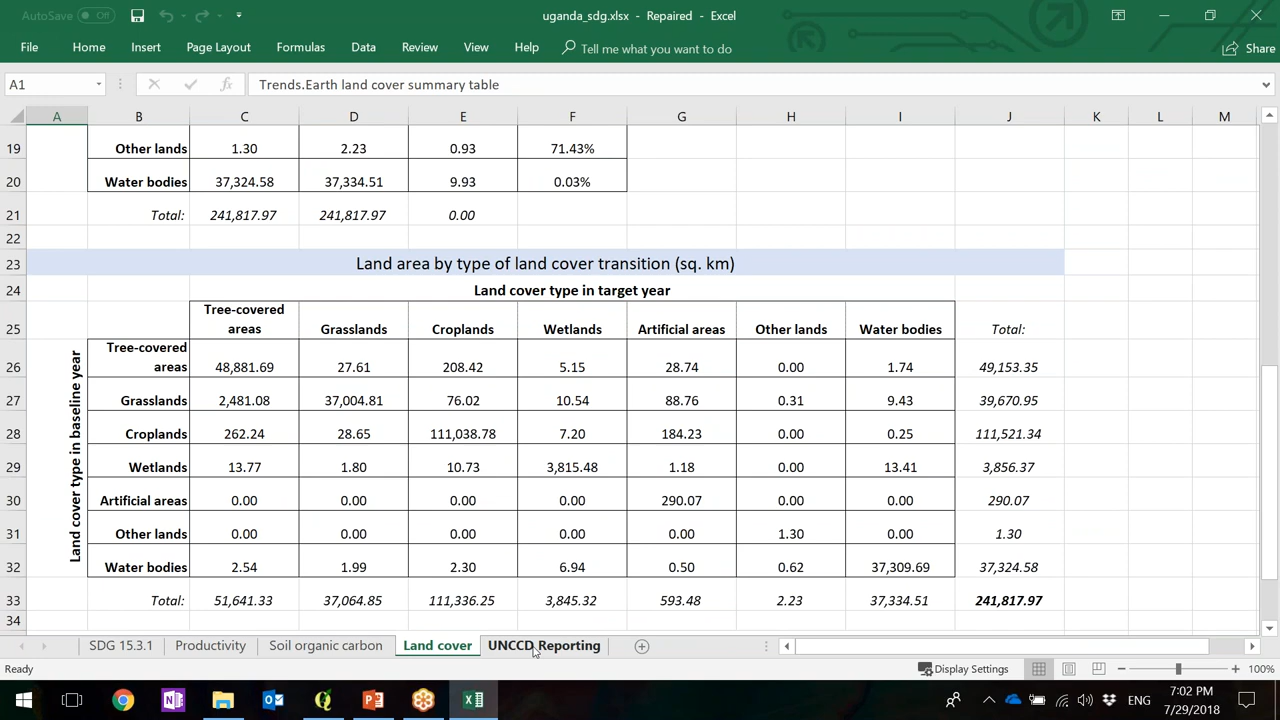 AutoSave Off uganda_sdg.xlsx - Repaired - Excel
File Home Insert Page Layout Formulas Data Review View Help Tell me what you want to do Share
A1 fx Trends.Earth land cover summary table
A B C D E F G H I J K L M
19 Other lands 1.30 2.23 0.93 71.43%
20 Water bodies 37,324.58 37,334.51 9.93 0.03%
21 Total: 241,817.97 241,817.97 0.00
22
23 Land area by type of land cover transition (sq. km)
24 Land cover type in target year
Tree-covered
25 areas Grasslands Croplands Wetlands Artificial areas Other lands Water bodies Total:
Land cover type in baseline year
Tree-covered
26 areas 48,881.69 27.61 208.42 5.15 28.74 0.00 1.74 49,153.35
27 Grasslands 2,481.08 37,004.81 76.02 10.54 88.76 0.31 9.43 39,670.95
28 Croplands 262.24 28.65 111,038.78 7.20 184.23 0.00 0.25 111,521.34
29 Wetlands 13.77 1.80 10.73 3,815.48 1.18 0.00 13.41 3,856.37
30 Artificial areas 0.00 0.00 0.00 0.00 290.07 0.00 0.00 290.07
31 Other lands 0.00 0.00 0.00 0.00 0.00 1.30 0.00 1.30
32 Water bodies 2.54 1.99 2.30 6.94 0.50 0.62 37,309.69 37,324.58
33 Total: 51,641.33 37,064.85 111,336.25 3,845.32 593.48 2.23 37,334.51 241,817.97
34
SDG 15.3.1 Productivity Soil organic carbon Land cover UNCCD Reporting
Ready Display Settings 100%
ENG 7:02 PM
7/29/2018